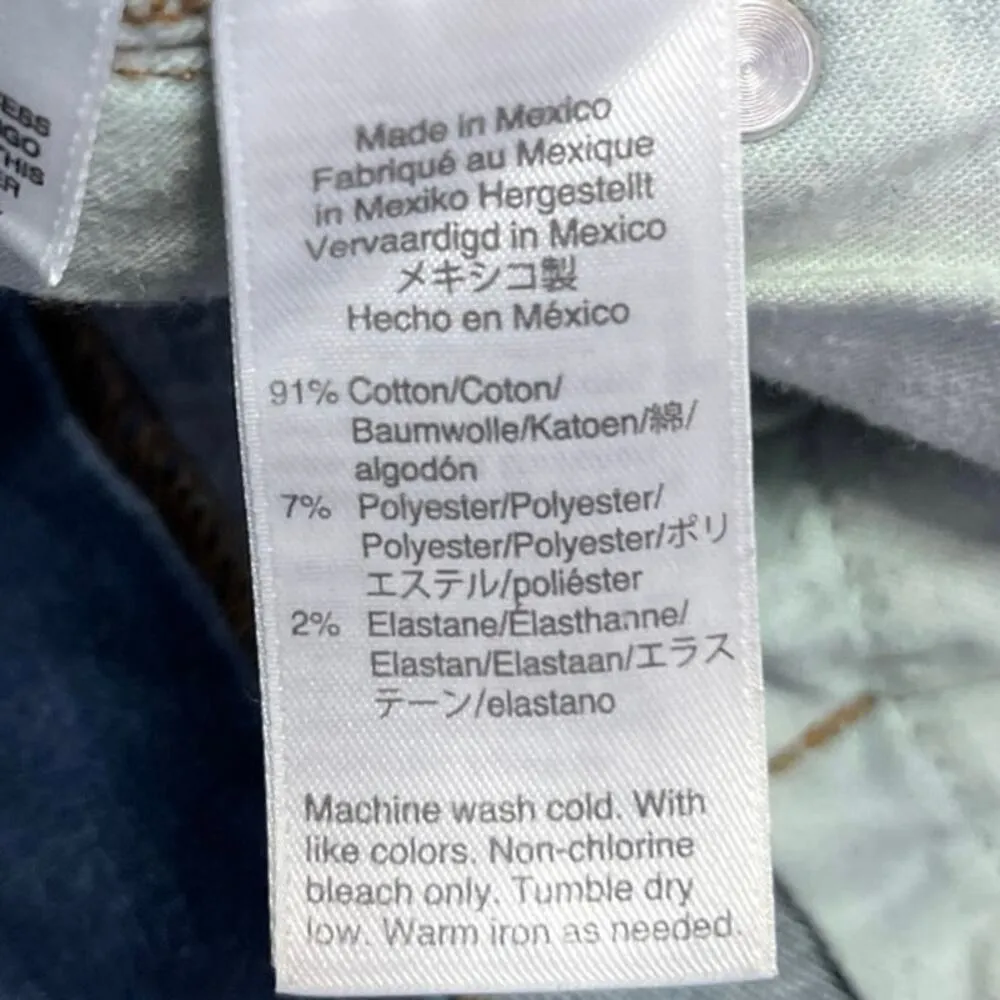 ESS
THIS
Made in Mexico
Fabriqué au Mexique
in Mexiko Hergestellt
Vervaardigd in Mexico
メキシコ製
Hecho en México
91% Cotton/Coton/
Baumwolle/Katoen/綿/
algodón
7% Polyester/Polyester/
Polyester/Polyester/ポリ
エステル/poliéster
2% Elastane/Élasthanne/
Elastan/Elastaan/エラス
テーン/elastano
Machine wash cold. With
like colors. Non-chlorine
bleach only. Tumble dry
low. Warm iron as needed.